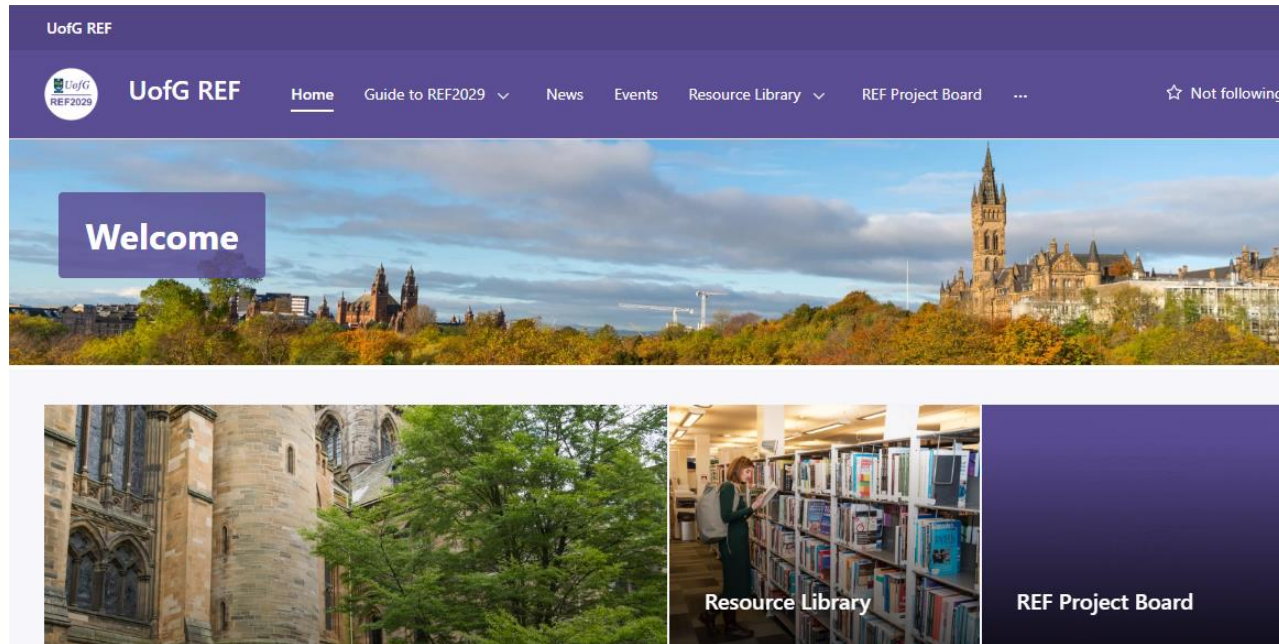 UofG REF
UofG
REF2029
UofG REF
Home Guide to REF2029 News Events Resource Library REF Project Board ... Not following
Welcome
Resource Library
REF Project Board